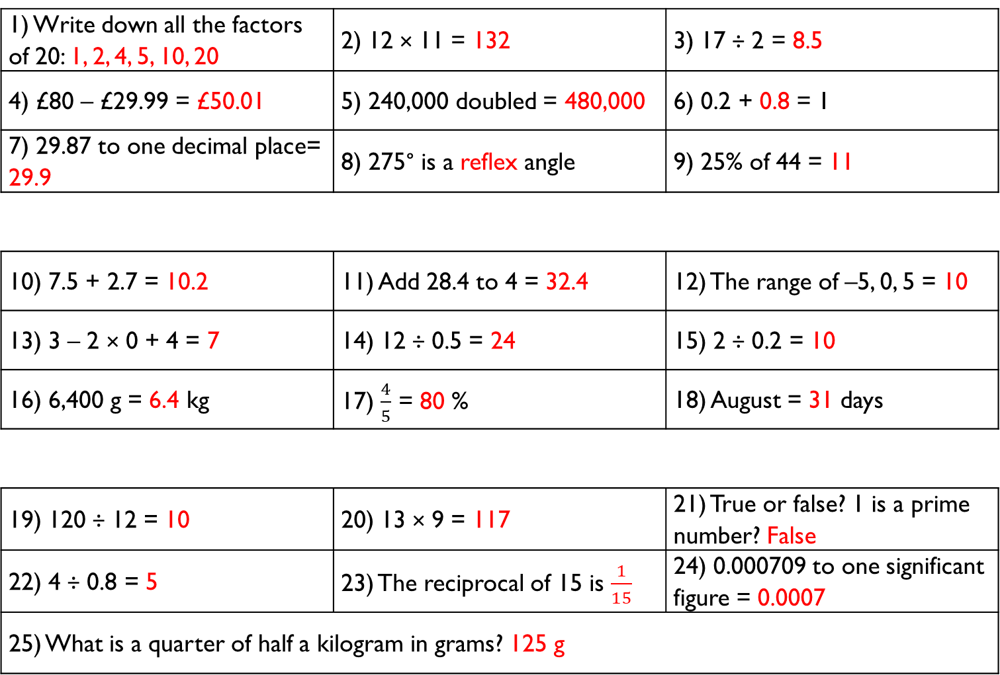 1) Write down all the factors
of 20: 1, 2, 4, 5, 10, 20
2) 12 × 11 = 132
3) 17 ÷ 2 = 8.5
4) £80 – £29.99 = £50.01
5) 240,000 doubled = 480,000
6) 0.2 + 0.8 = 1
7) 29.87 to one decimal place=
29.9
8) 275° is a reflex angle
9) 25% of 44 = 11
10) 7.5 + 2.7 = 10.2
11) Add 28.4 to 4 = 32.4
12) The range of –5, 0, 5 = 10
13) 3 – 2 × 0 + 4 = 7
14) 12 ÷ 0.5 = 24
15) 2 ÷ 0.2 = 10
16) 6,400 g = 6.4 kg
17) 4/5 = 80 %
18) August = 31 days
19) 120 ÷ 12 = 10
20) 13 × 9 = 117
21) True or false? 1 is a prime
number? False
22) 4 ÷ 0.8 = 5
23) The reciprocal of 15 is 1/15
24) 0.000709 to one significant
figure = 0.0007
25) What is a quarter of half a kilogram in grams? 125 g